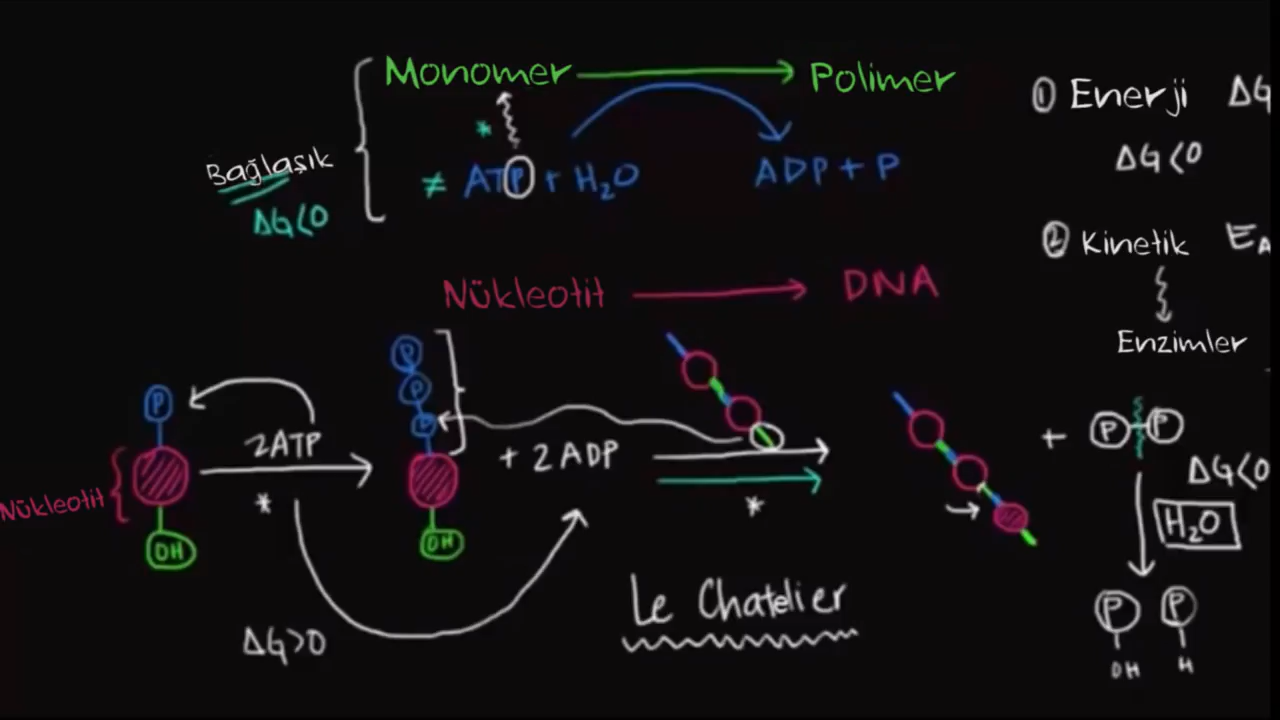 Monomer → Polimer
① Enerji ΔG
ΔG<0
Bağlaşık
ΔG<0
*
≠ ATP + H₂O ADP + P
② Kinetik EA
Enzimler
Nükleotit → DNA
P
P
P
P
2ATP
*
+ 2ADP
*
Nükleotit
OH
OH
+ P P
ΔG<0
H₂O
P P
OH H
Le Chatelier
ΔG>0